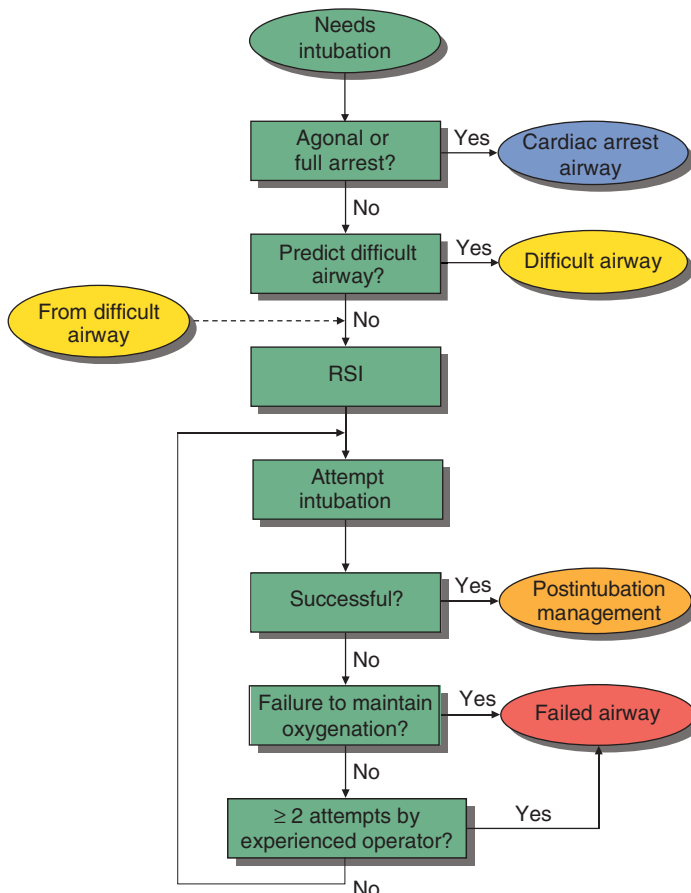 Needs
intubation
Agonal or
full arrest?
Yes
Cardiac arrest
airway
No
Predict difficult
airway?
Yes
Difficult airway
From difficult
airway
No
RSI
Attempt
intubation
Successful?
Yes
Postintubation
management
No
Failure to maintain
oxygenation?
Yes
Failed airway
No
≥ 2 attempts by
experienced operator?
Yes
No